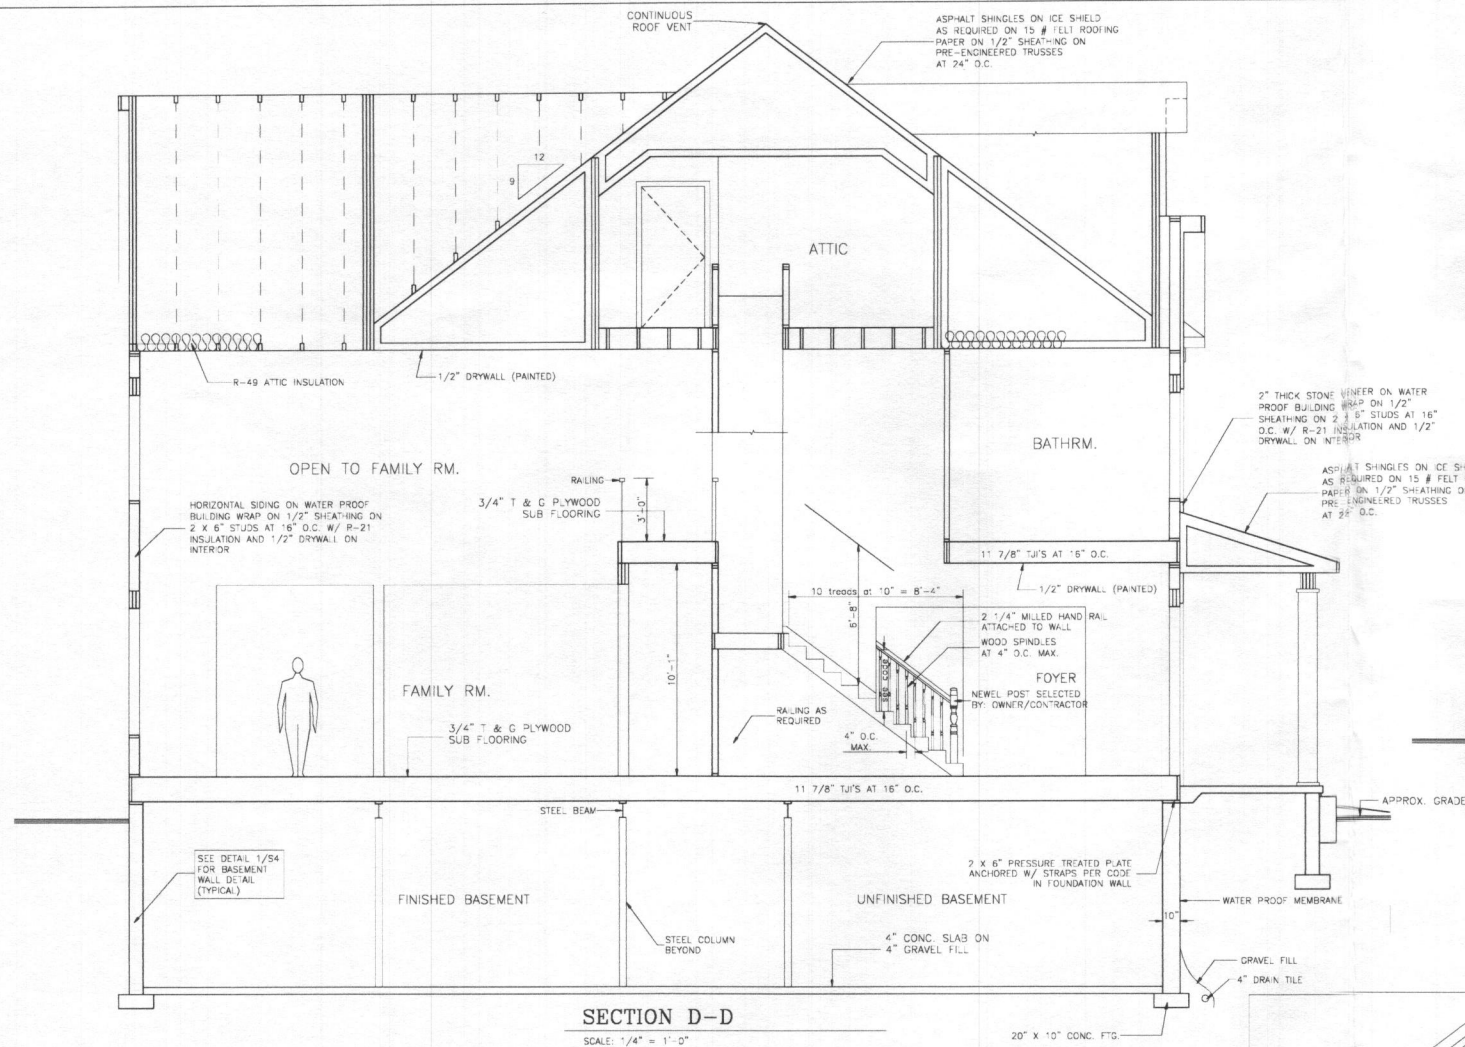 CONTINUOUS
ROOF VENT
ASPHALT SHINGLES ON ICE SHIELD
AS REQUIRED ON 15 # FELT ROOFING
PAPER ON 1/2" SHEATHING ON
PRE-ENGINEERED TRUSSES
AT 24" O.C.
12
9
ATTIC
R-49 ATTIC INSULATION
1/2" DRYWALL (PAINTED)
2" THICK STONE VENEER ON WATER
PROOF BUILDING WRAP ON 1/2"
SHEATHING ON 2 X 6" STUDS AT 16"
O.C. W/ R-21 INSULATION AND 1/2"
DRYWALL ON INTERIOR
BATHRM.
OPEN TO FAMILY RM.
RAILING
3/4" T & G PLYWOOD
SUB FLOORING
3'-0"
ASPHALT SHINGLES ON ICE SH
AS REQUIRED ON 15 # FELT
PAPER ON 1/2" SHEATHING O
PRE ENGINEERED TRUSSES
AT O.C.
HORIZONTAL SIDING ON WATER PROOF
BUILDING WRAP ON 1/2" SHEATHING ON
2 X 6" STUDS AT 16" O.C. W/ R-21
INSULATION AND 1/2" DRYWALL ON
INTERIOR
11 7/8" TJI'S AT 16" O.C.
1/2" DRYWALL (PAINTED)
10 treads at 10" = 8'-4"
6'-8"
2 1/4" MILLED HAND RAIL
ATTACHED TO WALL
WOOD SPINDLES
AT 4" O.C. MAX.
see code
10'-1"
FOYER
NEWEL POST SELECTED
BY: OWNER/CONTRACTOR
FAMILY RM.
RAILING AS
REQUIRED
4" O.C.
MAX.
3/4" T & G PLYWOOD
SUB FLOORING
11 7/8" TJI'S AT 16" O.C.
STEEL BEAM
APPROX. GRADE
SEE DETAIL 1/S4
FOR BASEMENT
WALL DETAIL
(TYPICAL)
2 X 6" PRESSURE TREATED PLATE
ANCHORED W/ STRAPS PER CODE
IN FOUNDATION WALL
FINISHED BASEMENT
UNFINISHED BASEMENT
WATER PROOF MEMBRANE
10"
STEEL COLUMN
BEYOND
4" CONC. SLAB ON
4" GRAVEL FILL
GRAVEL FILL
4" DRAIN TILE
SECTION D-D
SCALE: 1/4" = 1'-0"
20" X 10" CONC. FTG.